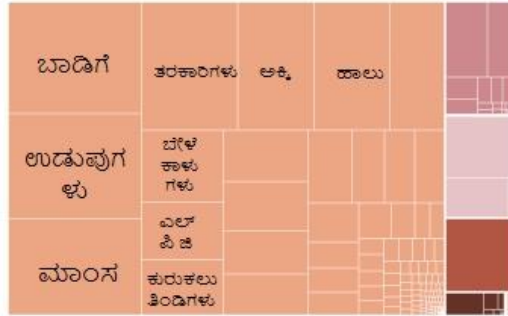 ಬಾಡಿಗೆ
ತರಕಾರಿಗಳು
ಅಕ್ಕಿ
ಹಾಲು
ಉಡುಪುಗ
ಳು
ಬೇಳೆ
ಕಾಳು
ಗಳು
ಎಲ್
ಪಿ ಜಿ
ಮಾಂಸ
ಕುರುಕಲು
ತಿಂಡಿಗಳು